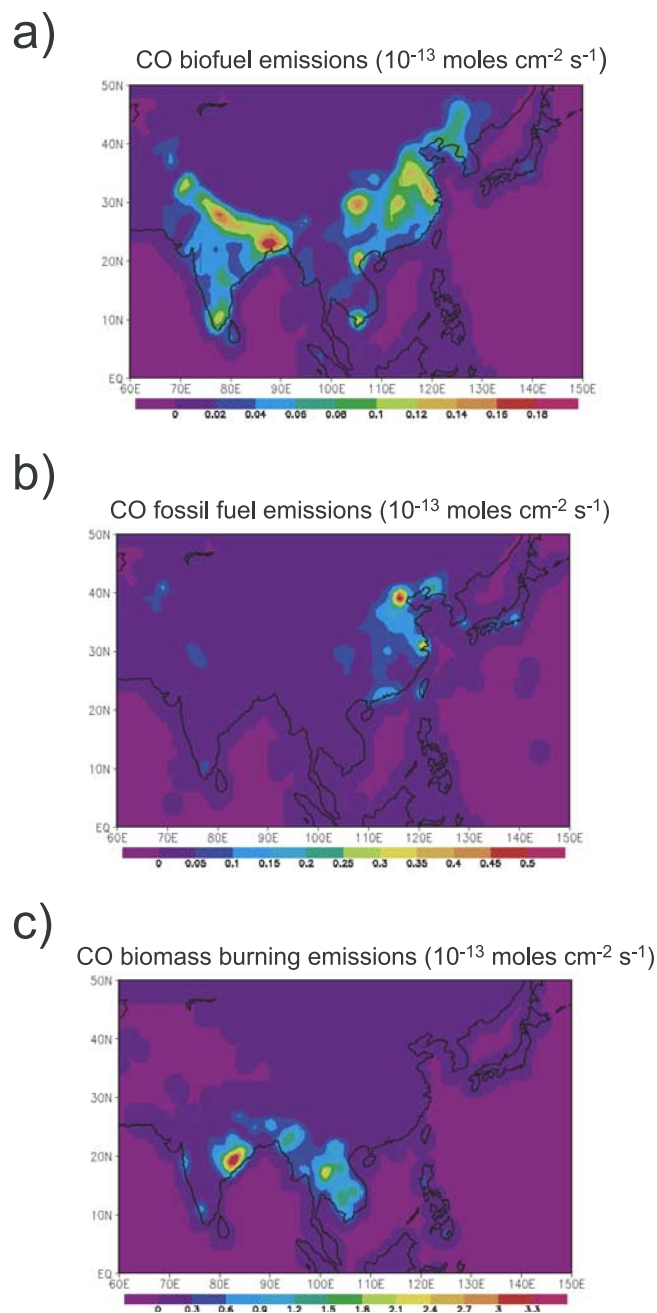 a)
CO biofuel emissions (10⁻¹³ moles cm⁻² s⁻¹)
50N
40N
30N
20N
10N
EQ
60E 70E 80E 90E 100E 110E 120E 130E 140E 150E
0 0.02 0.04 0.06 0.08 0.1 0.12 0.14 0.16 0.18
b)
CO fossil fuel emissions (10⁻¹³ moles cm⁻² s⁻¹)
50N
40N
30N
20N
10N
EQ
60E 70E 80E 90E 100E 110E 120E 130E 140E 150E
0 0.05 0.1 0.15 0.2 0.25 0.3 0.35 0.4 0.45 0.5
c)
CO biomass burning emissions (10⁻¹³ moles cm⁻² s⁻¹)
50N
40N
30N
20N
10N
EQ
60E 70E 80E 90E 100E 110E 120E 130E 140E 150E
0 0.3 0.6 0.9 1.2 1.5 1.8 2.1 2.4 2.7 3 3.3